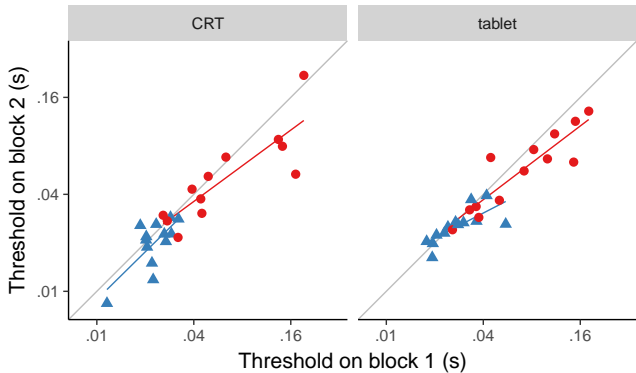 CRT
tablet
Threshold on block 2 (s)
.16
.04
.01
.01
.04
.16
.01
.04
.16
Threshold on block 1 (s)